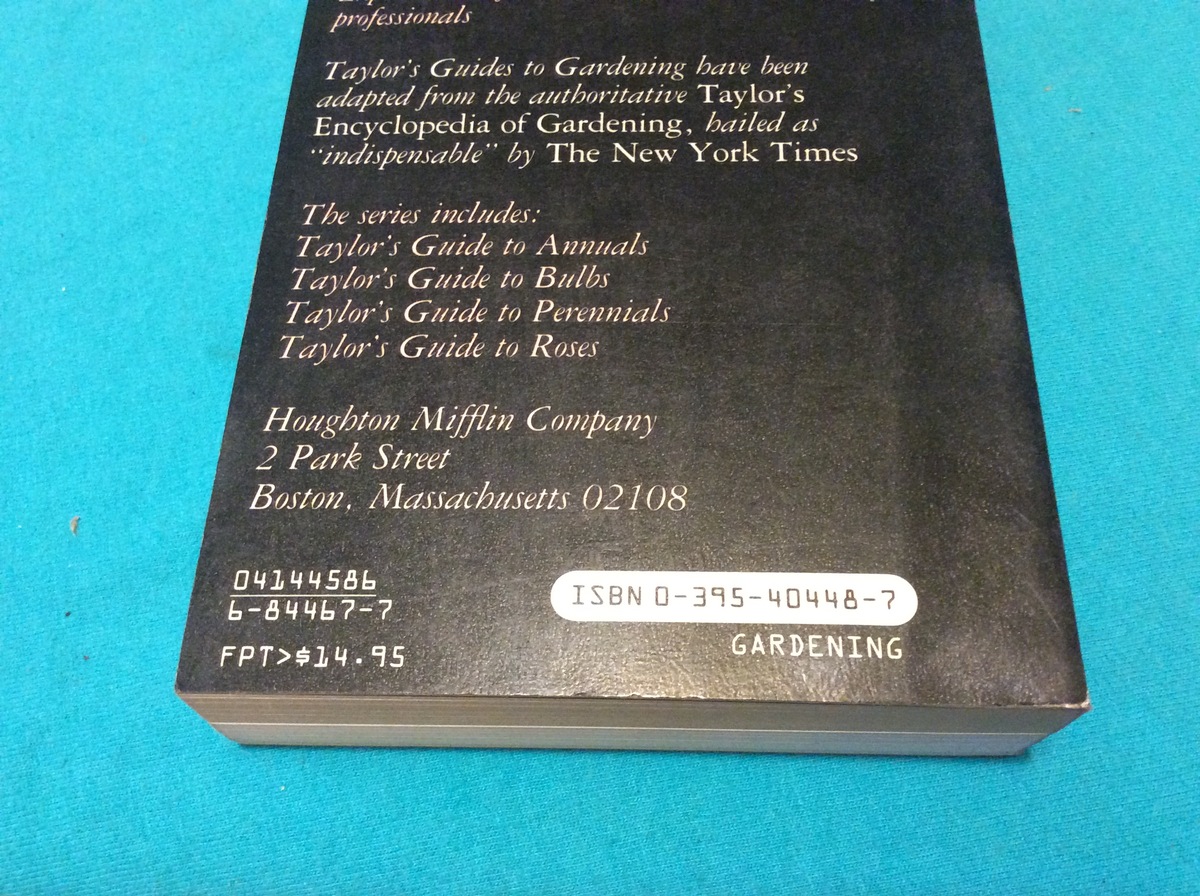 professionals
Taylor's Guides to Gardening have been
adapted from the authoritative Taylor's
Encyclopedia of Gardening, hailed as
"indispensable" by The New York Times
The series includes:
Taylor's Guide to Annuals
Taylor's Guide to Bulbs
Taylor's Guide to Perennials
Taylor's Guide to Roses
Houghton Mifflin Company
2 Park Street
Boston, Massachusetts 02108
04144586
6-84467-7
FPT>$14.95
ISBN 0-395-40448-7
GARDENING